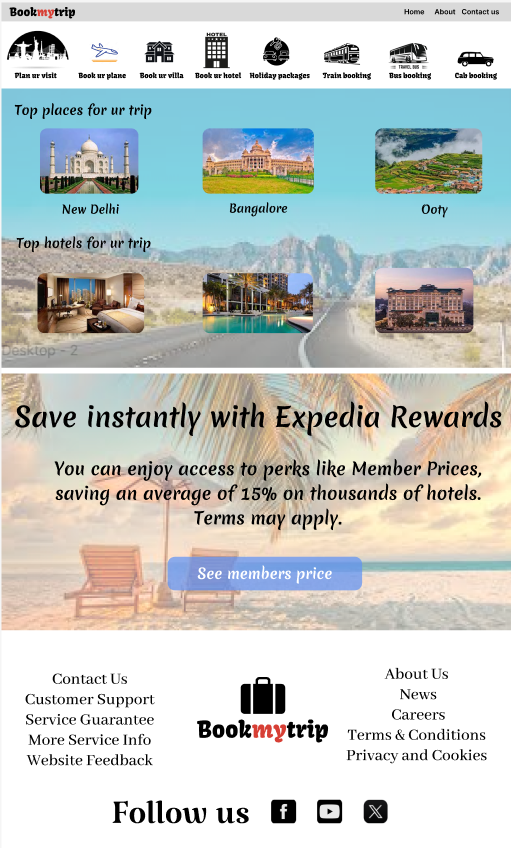 Bookmytrip
Home About Contact us
HOTEL
TRAVEL BUS
Plan ur visit Book ur plane Book ur villa Book ur hotel Holiday packages Train booking Bus booking Cab booking
Top places for ur trip
New Delhi Bangalore Ooty
Top hotels for ur trip
Desktop - 2
Save instantly with Expedia Rewards
You can enjoy access to perks like Member Prices,
saving an average of 15% on thousands of hotels.
Terms may apply.
See members price
Contact Us
Customer Support
Service Guarantee
More Service Info
Website Feedback
Bookmytrip
About Us
News
Careers
Terms & Conditions
Privacy and Cookies
Follow us